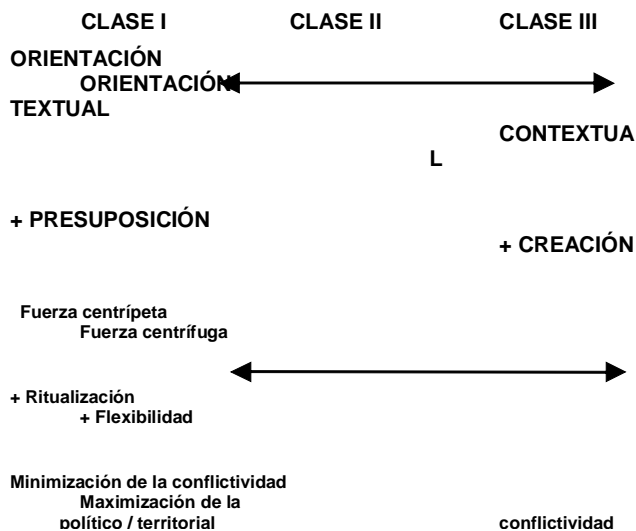 CLASE I CLASE II CLASE III
ORIENTACIÓN
ORIENTACIÓN
TEXTUAL
CONTEXTUA
L
+ PRESUPOSICIÓN
+ CREACIÓN
Fuerza centrípeta
Fuerza centrífuga
+ Ritualización
+ Flexibilidad
Minimización de la conflictividad
Maximización de la
político / territorial conflictividad